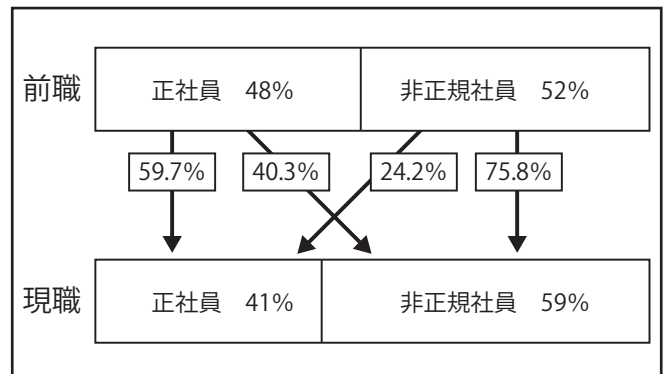 前職
正社員 48%
非正規社員 52%
59.7%
40.3%
24.2%
75.8%
現職
正社員 41%
非正規社員 59%